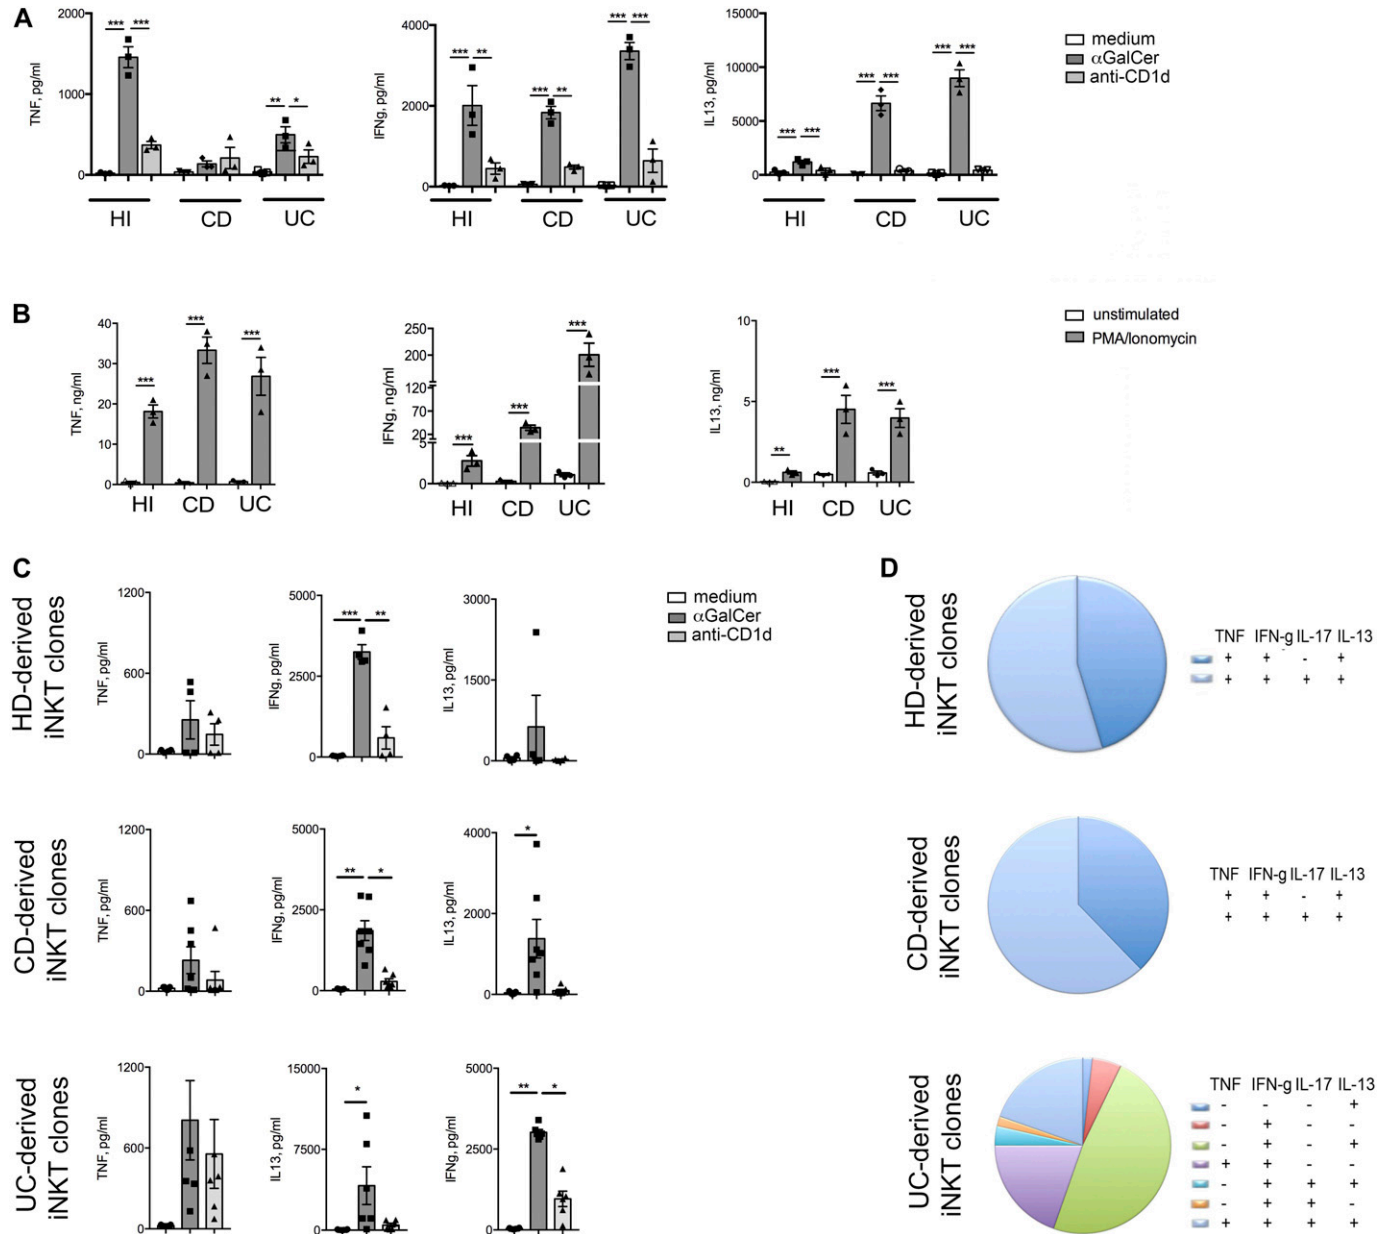 A
TNF, pg/ml
2000
1000
0
*** ***
** *
HI CD UC
IFNg, pg/ml
4000
2000
0
*** **
*** **
*** ***
HI CD UC
IL13, pg/ml
15000
10000
5000
0
*** ***
*** ***
*** ***
HI CD UC
medium
αGalCer
anti-CD1d
B
TNF, ng/ml
40
30
20
10
0
***
***
***
HI CD UC
IFNg, ng/ml
250
200
120
70
20
5
0
***
***
***
HI CD UC
IL13, ng/ml
10
5
0
**
***
***
HI CD UC
unstimulated
PMA/Ionomycin
C
HD-derived
iNKT clones
TNF, pg/ml
1200
600
0
IFNg, pg/ml
5000
2500
0
*** **
IL13, pg/ml
3000
1500
0
medium
αGalCer
anti-CD1d
CD-derived
iNKT clones
TNF, pg/ml
1200
600
0
IFNg, pg/ml
5000
2500
0
** *
IL13, pg/ml
4000
2000
0
*
UC-derived
iNKT clones
TNF, pg/ml
1200
600
0
IL13, pg/ml
15000
7500
0
*
IFNg, pg/ml
5000
2500
0
** *
D
HD-derived
iNKT clones
TNF IFN-g IL-17 IL-13
+ + - +
+ + + +
CD-derived
iNKT clones
TNF IFN-g IL-17 IL-13
+ + - +
+ + + +
UC-derived
iNKT clones
TNF IFN-g IL-17 IL-13
- - - +
- + - -
- + - +
+ + - -
- + + +
- + + -
+ + + +